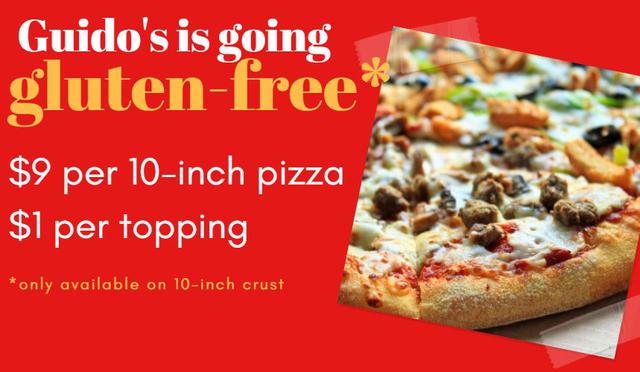 Guido's is going
gluten-free*
$9 per 10-inch pizza
$1 per topping
*only available on 10-inch crust